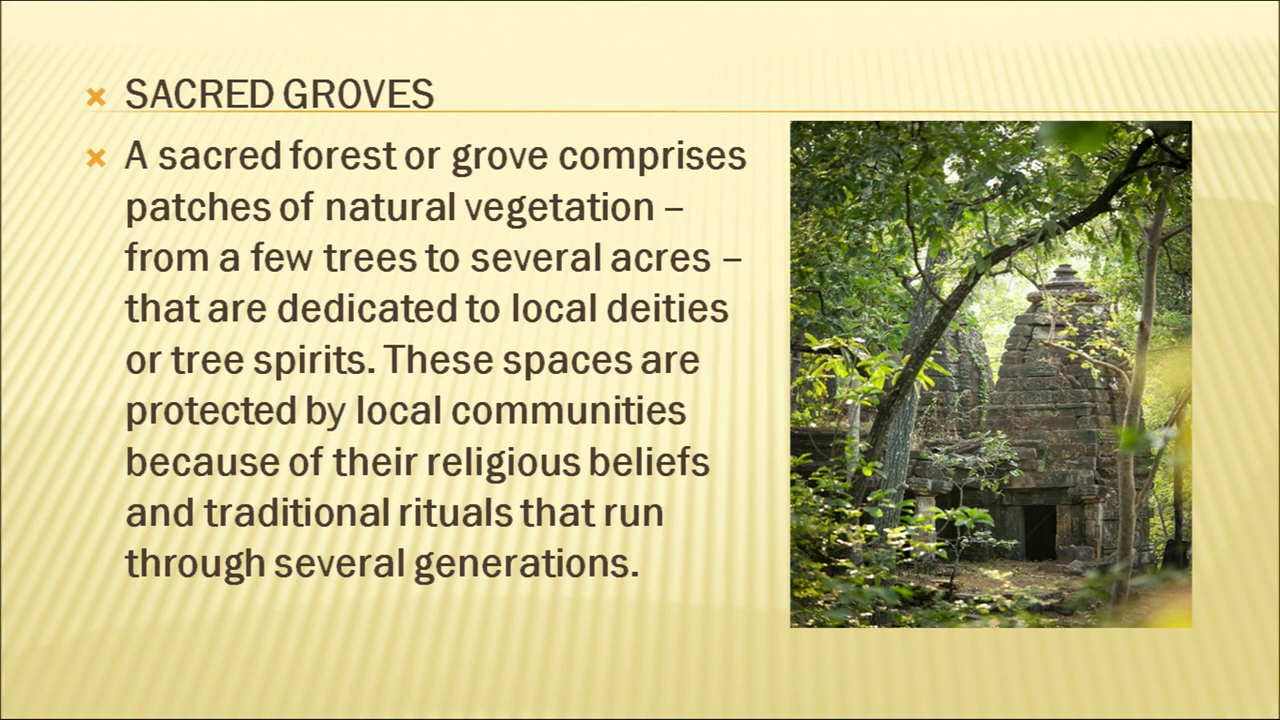 SACRED GROVES
A sacred forest or grove comprises
patches of natural vegetation –
from a few trees to several acres –
that are dedicated to local deities
or tree spirits. These spaces are
protected by local communities
because of their religious beliefs
and traditional rituals that run
through several generations.